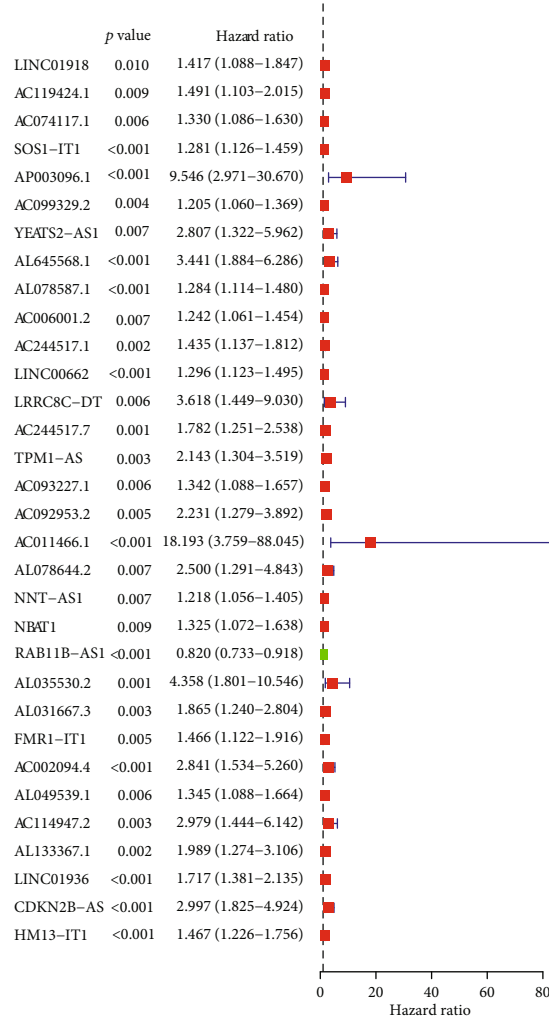 p value Hazard ratio
LINC01918 0.010 1.417 (1.088−1.847)
AC119424.1 0.009 1.491 (1.103−2.015)
AC074117.1 0.006 1.330 (1.086−1.630)
SOS1−IT1 <0.001 1.281 (1.126−1.459)
AP003096.1 <0.001 9.546 (2.971−30.670)
AC099329.2 0.004 1.205 (1.060−1.369)
YEATS2−AS1 0.007 2.807 (1.322−5.962)
AL645568.1 <0.001 3.441 (1.884−6.286)
AL078587.1 <0.001 1.284 (1.114−1.480)
AC006001.2 0.007 1.242 (1.061−1.454)
AC244517.1 0.002 1.435 (1.137−1.812)
LINC00662 <0.001 1.296 (1.123−1.495)
LRRC8C−DT 0.006 3.618 (1.449−9.030)
AC244517.7 0.001 1.782 (1.251−2.538)
TPM1−AS 0.003 2.143 (1.304−3.519)
AC093227.1 0.006 1.342 (1.088−1.657)
AC092953.2 0.005 2.231 (1.279−3.892)
AC011466.1 <0.001 18.193 (3.759−88.045)
AL078644.2 0.007 2.500 (1.291−4.843)
NNT−AS1 0.007 1.218 (1.056−1.405)
NBAT1 0.009 1.325 (1.072−1.638)
RAB11B−AS1 <0.001 0.820 (0.733−0.918)
AL035530.2 0.001 4.358 (1.801−10.546)
AL031667.3 0.003 1.865 (1.240−2.804)
FMR1−IT1 0.005 1.466 (1.122−1.916)
AC002094.4 <0.001 2.841 (1.534−5.260)
AL049539.1 0.006 1.345 (1.088−1.664)
AC114947.2 0.003 2.979 (1.444−6.142)
AL133367.1 0.002 1.989 (1.274−3.106)
LINC01936 <0.001 1.717 (1.381−2.135)
CDKN2B−AS <0.001 2.997 (1.825−4.924)
HM13−IT1 <0.001 1.467 (1.226−1.756)
0 20 40 60 80
Hazard ratio